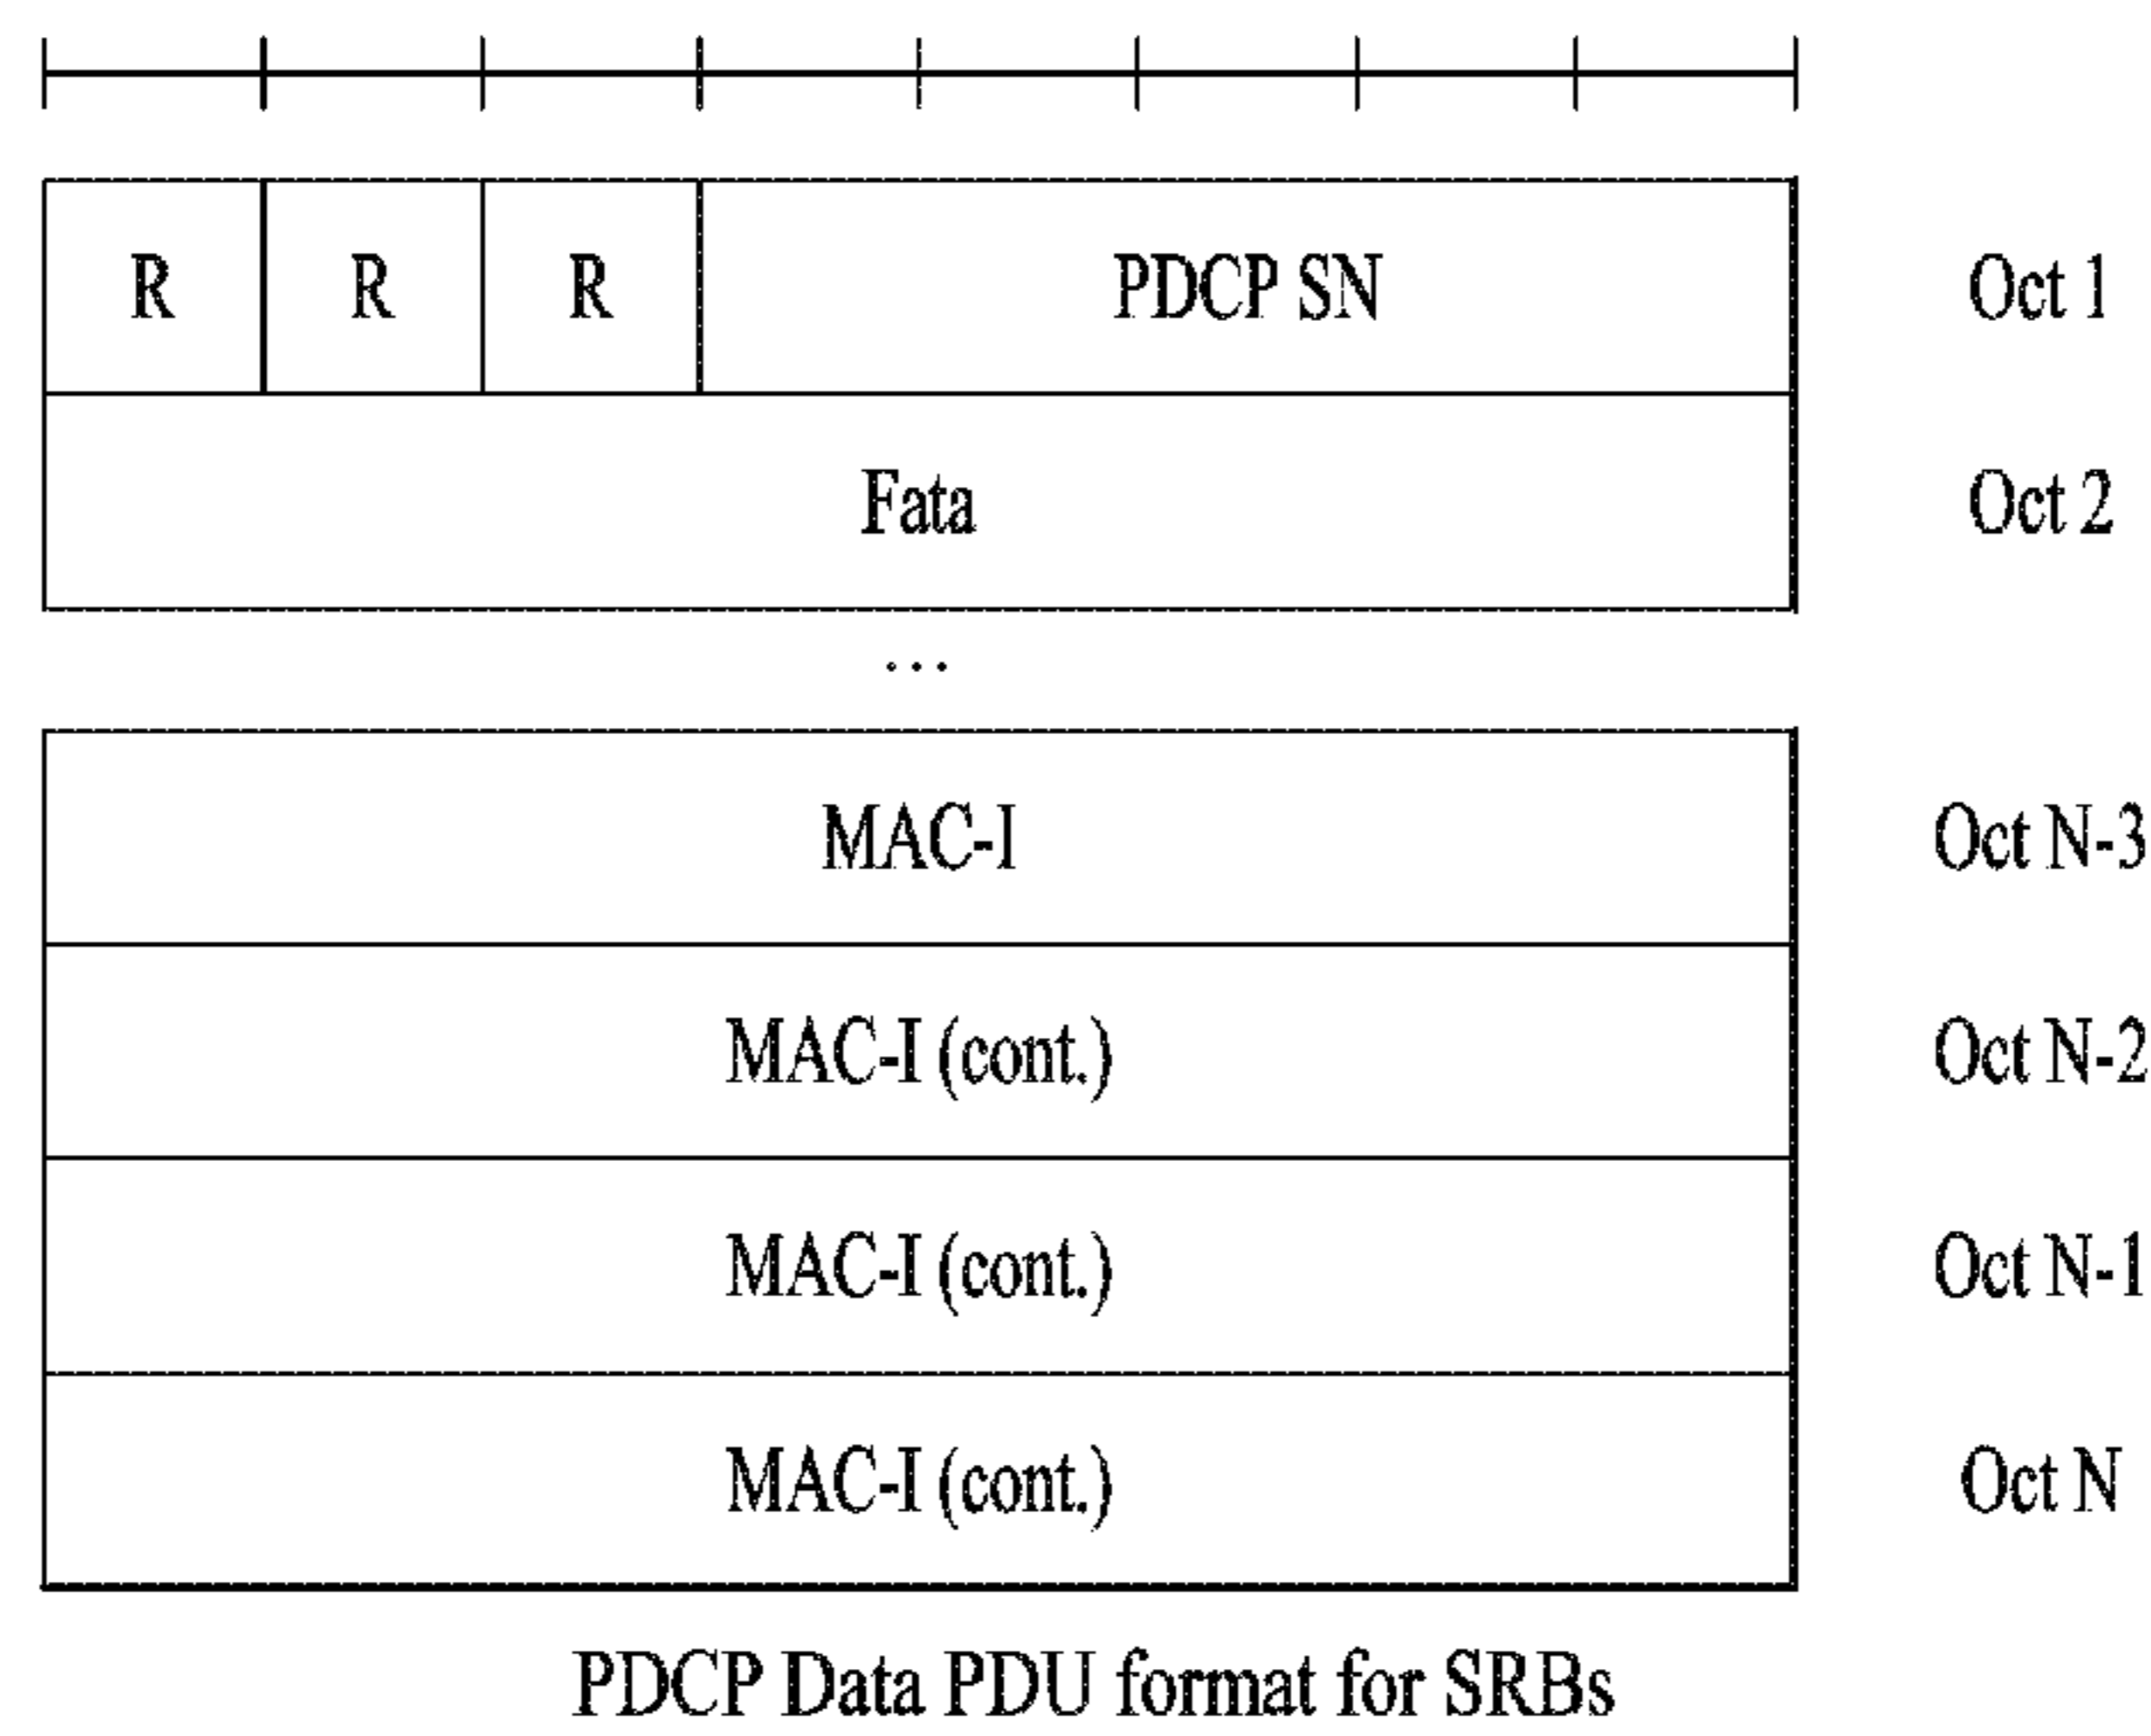 R R R PDCP SN Oct 1
Fata Oct 2
...
MAC-I Oct N-3
MAC-I (cont.) Oct N-2
MAC-I (cont.) Oct N-1
MAC-I (cont.) Oct N
PDCP Data PDU format for SRBs